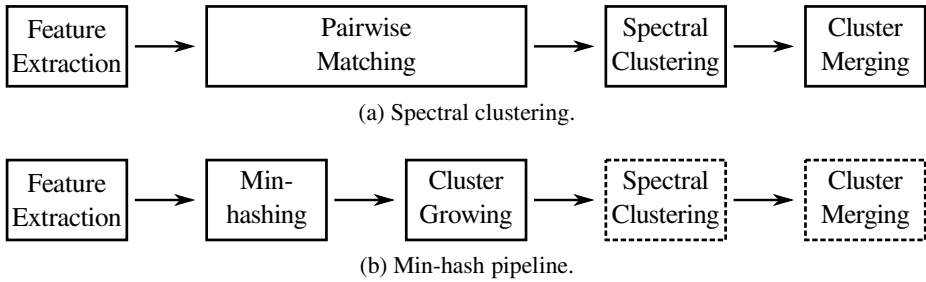 Feature
Extraction
Pairwise
Matching
Spectral
Clustering
Cluster
Merging
(a) Spectral clustering.
Feature
Extraction
Min-
hashing
Cluster
Growing
Spectral
Clustering
Cluster
Merging
(b) Min-hash pipeline.